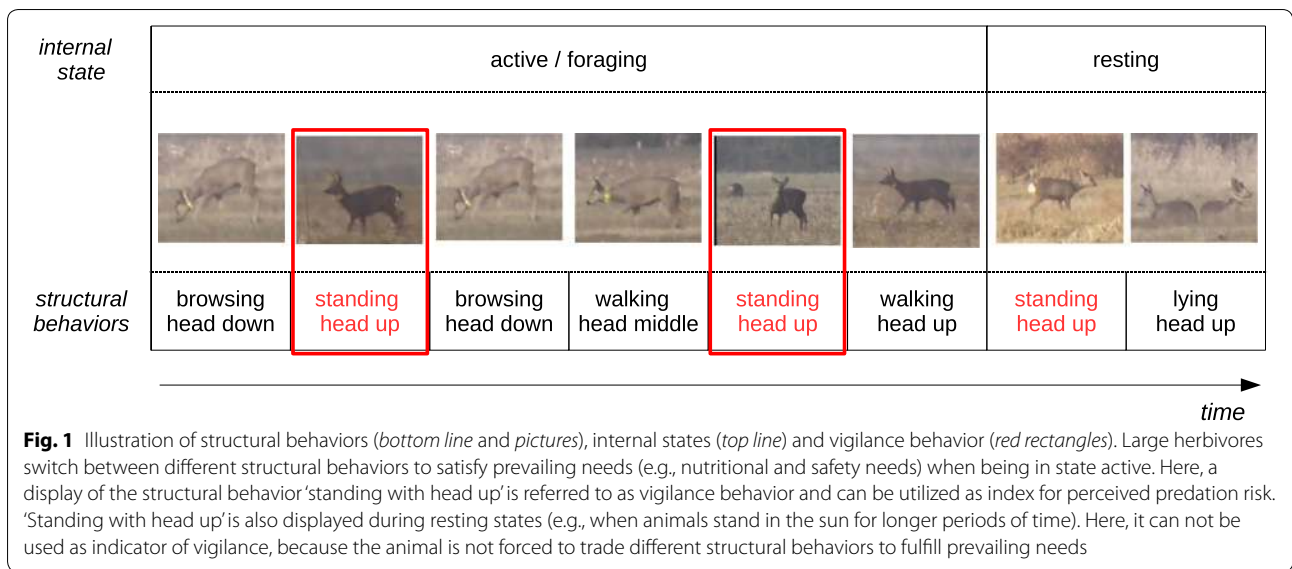 internal
state
active / foraging
resting
structural
behaviors
browsing
head down
standing
head up
browsing
head down
walking
head middle
standing
head up
walking
head up
standing
head up
lying
head up
time
Fig. 1 Illustration of structural behaviors (bottom line and pictures), internal states (top line) and vigilance behavior (red rectangles). Large herbivores
switch between different structural behaviors to satisfy prevailing needs (e.g., nutritional and safety needs) when being in state active. Here, a
display of the structural behavior ‘standing with head up’ is referred to as vigilance behavior and can be utilized as index for perceived predation risk.
‘Standing with head up’ is also displayed during resting states (e.g., when animals stand in the sun for longer periods of time). Here, it can not be
used as indicator of vigilance, because the animal is not forced to trade different structural behaviors to fulfill prevailing needs